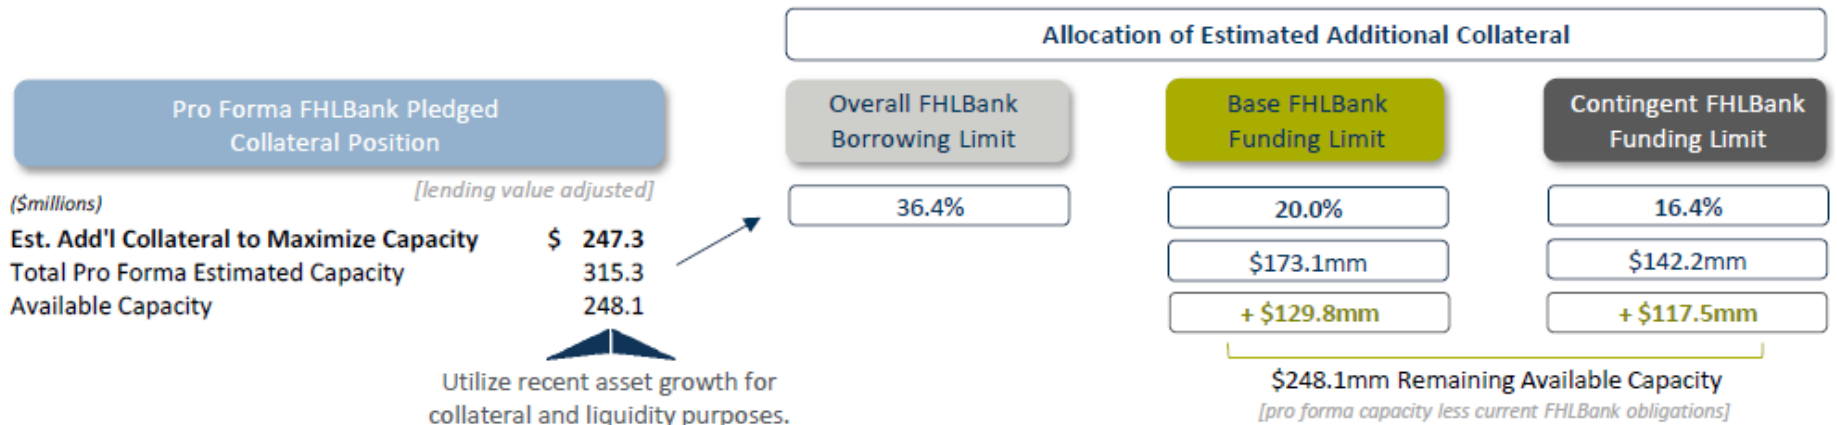 Allocation of Estimated Additional Collateral
Pro Forma FHLBank Pledged
Collateral Position
Overall FHLBank
Borrowing Limit
Base FHLBank
Funding Limit
Contingent FHLBank
Funding Limit
[lending value adjusted]
($millions)
36.4%
20.0%
16.4%
Est. Add'l Collateral to Maximize Capacity $ 247.3
Total Pro Forma Estimated Capacity 315.3
Available Capacity 248.1
$173.1mm
$142.2mm
+ $129.8mm
+ $117.5mm
Utilize recent asset growth for
collateral and liquidity purposes.
$248.1mm Remaining Available Capacity
[pro forma capacity less current FHLBank obligations]